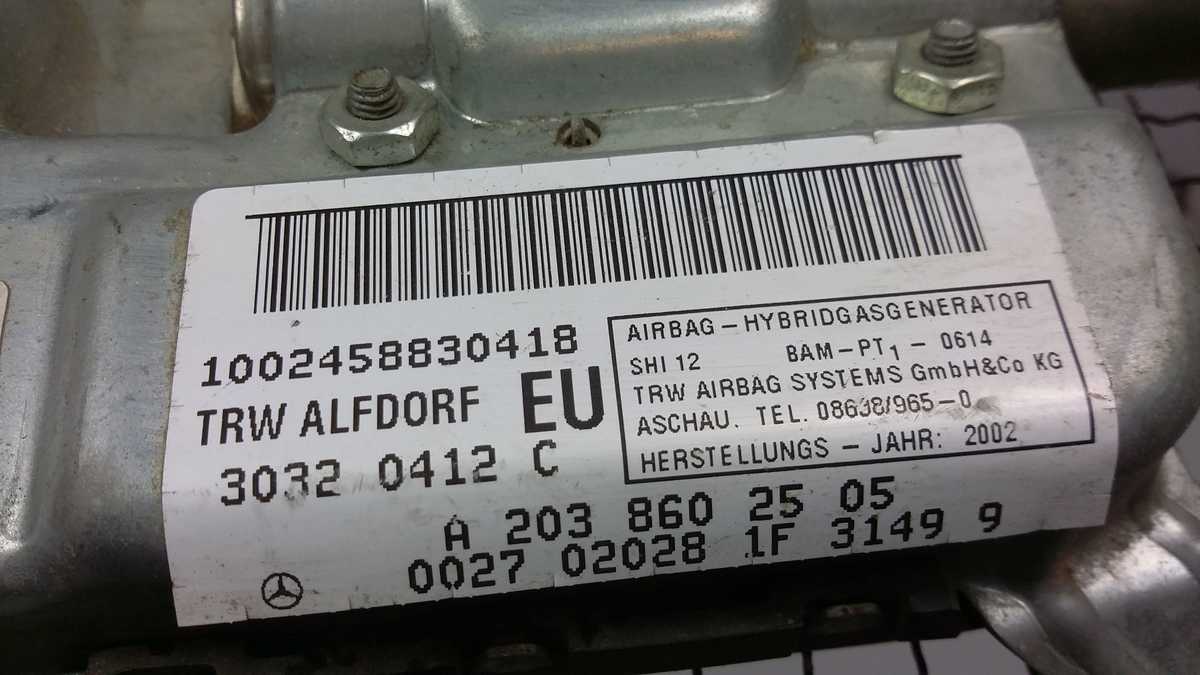 1002458830418
TRW ALFDORF EU
3032 0412 C
AIRBAG – HYBRIDGASGENERATOR
SHI 12 BAM–PT1 – 0614
TRW AIRBAG SYSTEMS GmbH&Co KG
ASCHAU. TEL. 08638/965–0
HERSTELLUNGS – JAHR: 2002
A 203 860 25 05
0027 02028 1F 3149 9